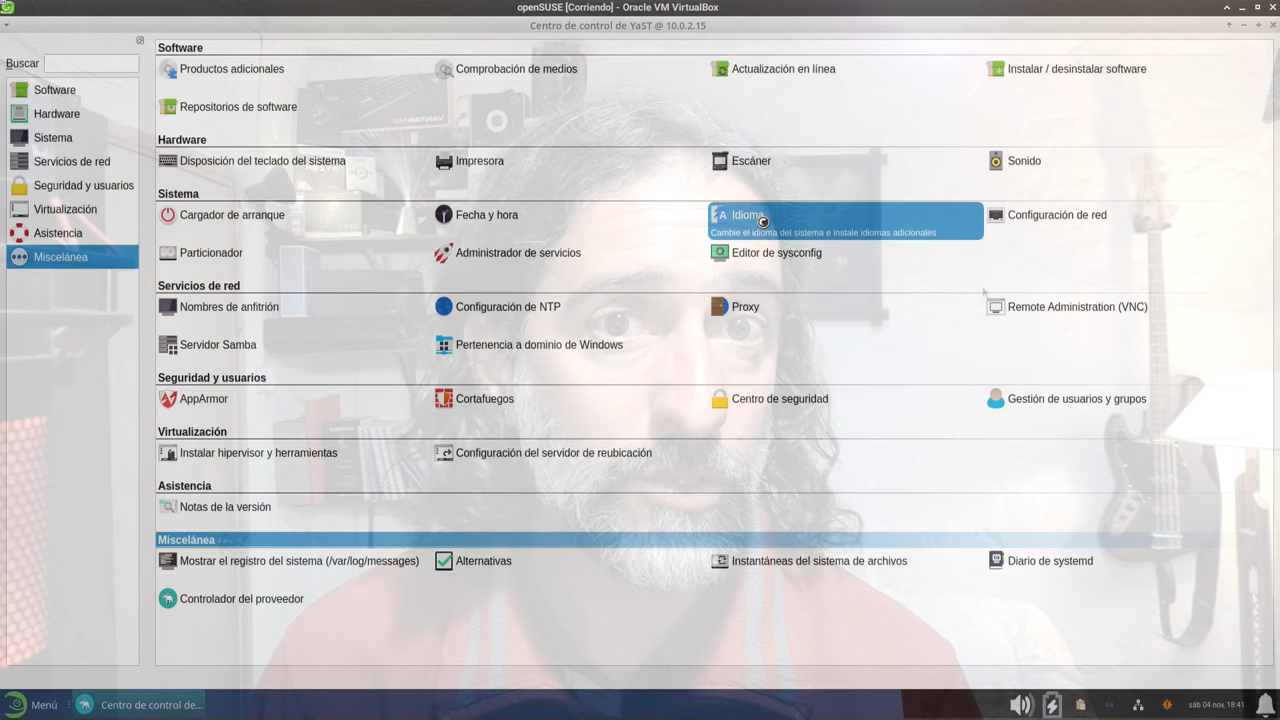 openSUSE [Corriendo] - Oracle VM VirtualBox
Centro de control de YaST @ 10.0.2.15
Buscar
Software
Hardware
Sistema
Servicios de red
Seguridad y usuarios
Virtualización
Asistencia
Miscelánea
Software
Productos adicionales
Comprobación de medios
Actualización en línea
Instalar / desinstalar software
Repositorios de software
Hardware
Disposición del teclado del sistema
Impresora
Escáner
Sonido
Sistema
Cargador de arranque
Fecha y hora
Idioma
Cambie el idioma del sistema e instale idiomas adicionales
Configuración de red
Particionador
Administrador de servicios
Editor de sysconfig
Servicios de red
Nombres de anfitrión
Configuración de NTP
Proxy
Remote Administration (VNC)
Servidor Samba
Pertenencia a dominio de Windows
Seguridad y usuarios
AppArmor
Cortafuegos
Centro de seguridad
Gestión de usuarios y grupos
Virtualización
Instalar hipervisor y herramientas
Configuración del servidor de reubicación
Asistencia
Notas de la versión
Miscelánea
Mostrar el registro del sistema (/var/log/messages)
Alternativas
Instantáneas del sistema de archivos
Diario de systemd
Controlador del proveedor
Menú
Centro de control de...
sáb 04 nov, 18:41